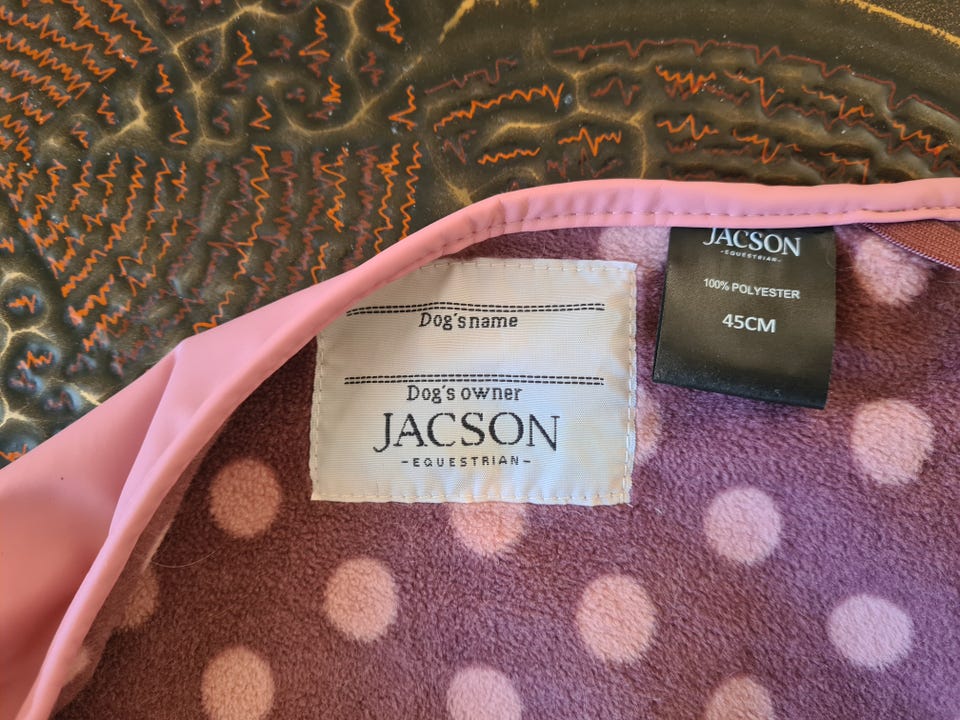 Dog's name
Dog's owner
JACSON
-EQUESTRIAN-
JACSON
-EQUESTRIAN-
100% POLYESTER
45CM